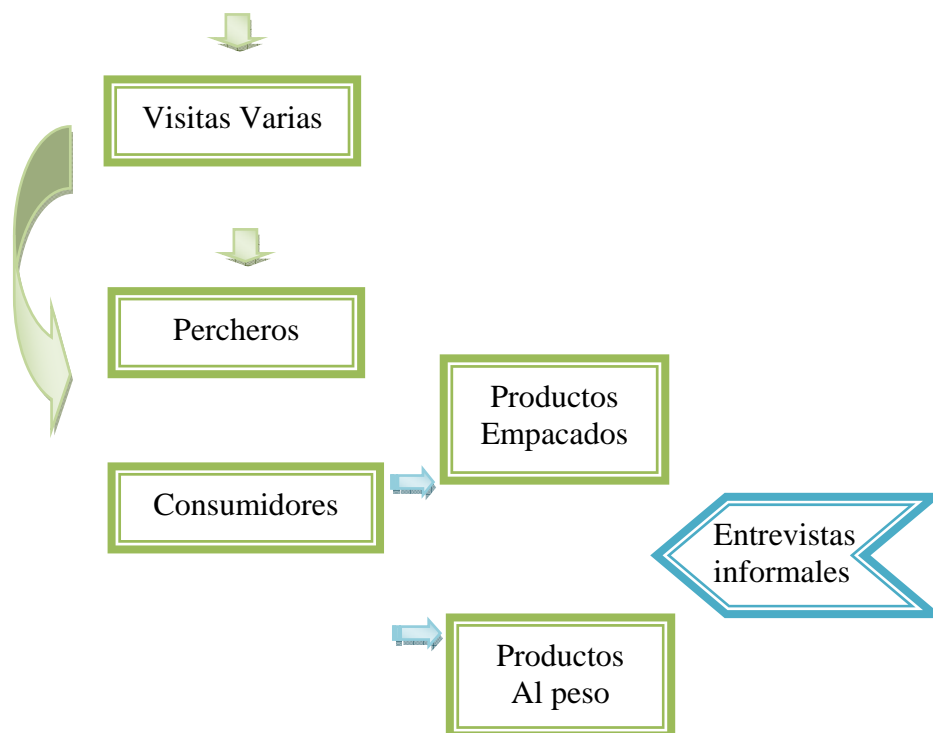 Visitas Varias
Percheros
Productos
Empacados
Consumidores
Entrevistas
informales
Productos
Al peso